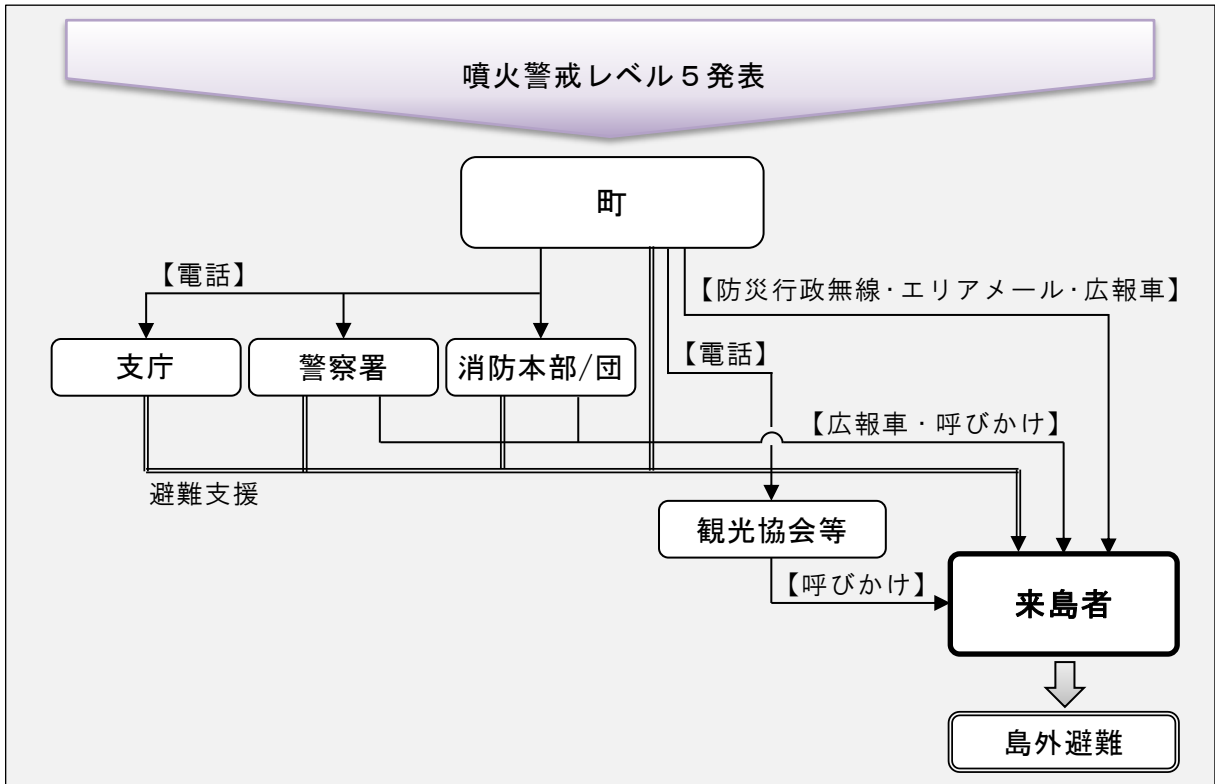 噴火警戒レベル５発表
町
【電話】
【防災行政無線･エリアメール･広報車】
支庁
警察署
消防本部/団
【電話】
【広報車・呼びかけ】
避難支援
観光協会等
【呼びかけ】
来島者
島外避難